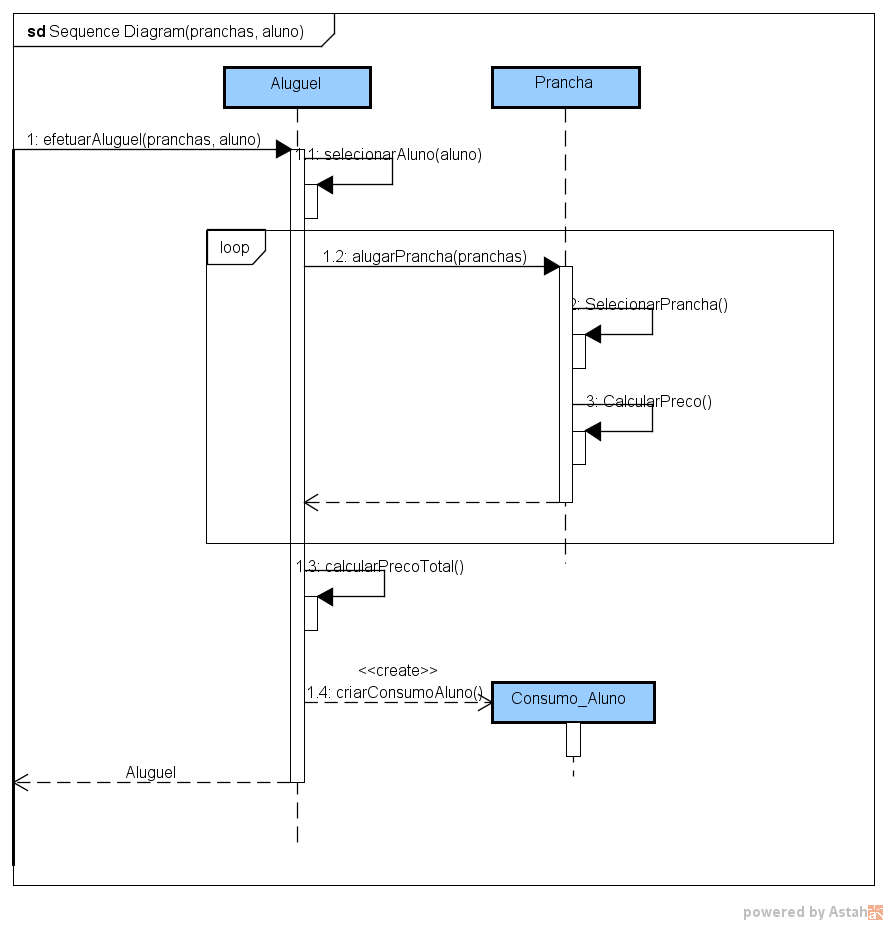 sd Sequence Diagram(pranchas, aluno)
Aluguel
Prancha
1: efetuarAluguel(pranchas, aluno)
1.1: selecionarAluno(aluno)
loop
1.2: alugarPrancha(pranchas)
2: SelecionarPrancha()
3: CalcularPreco()
1.3: calcularPrecoTotal()
<<create>>
1.4: criarConsumoAluno()
Consumo_Aluno
Aluguel
powered by Astah